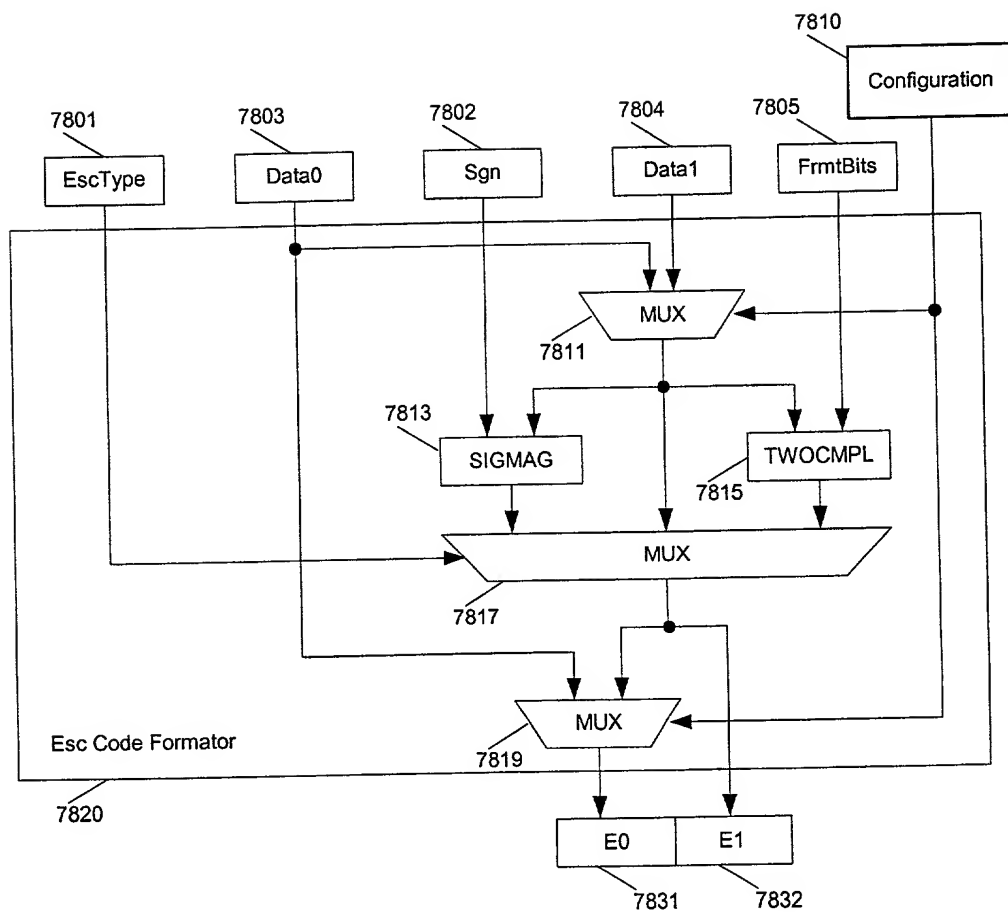 7810
Configuration
7801
7803
7802
7804
7805
EscType
Data0
Sgn
Data1
FrmtBits
MUX
7811
7813
SIGMAG
TWOCMPL
7815
MUX
7817
MUX
7819
Esc Code Formator
7820
E0
E1
7831
7832